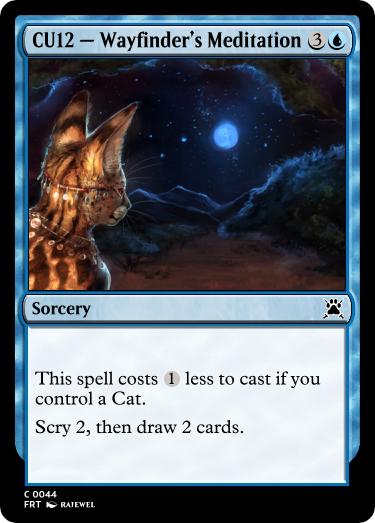 CU12 — Wayfinder's Meditation 3
Sorcery
This spell costs 1 less to cast if you
control a Cat.
Scry 2, then draw 2 cards.
C 0044
FRT RAJEWEL